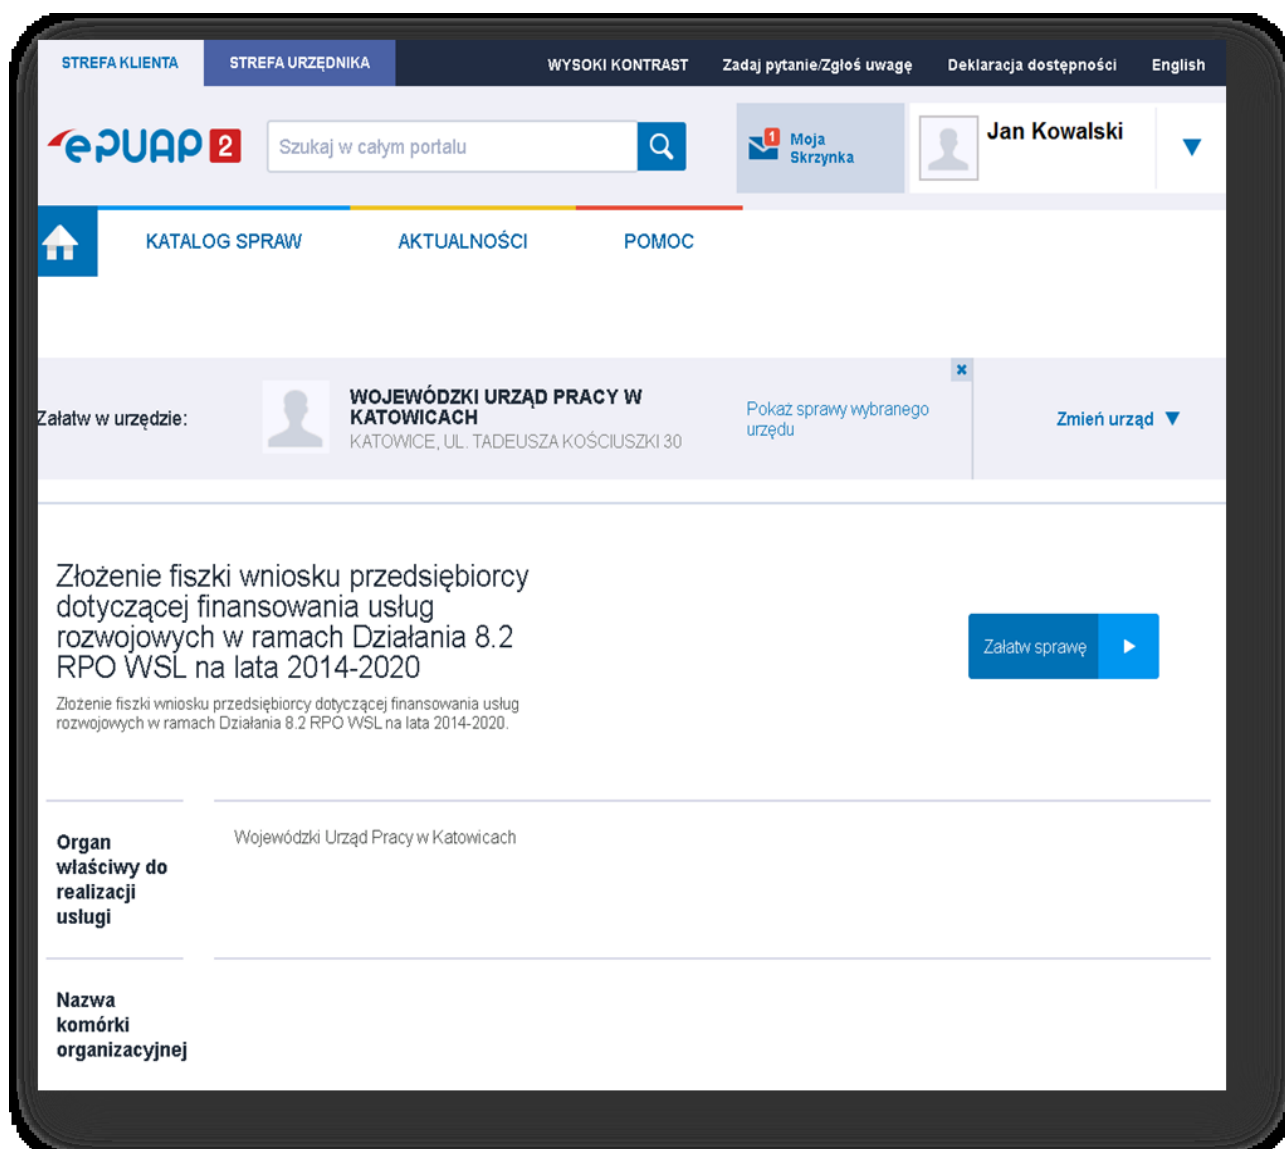 STREFA KLIENTA STREFA URZĘDNIKA WYSOKI KONTRAST Zadaj pytanie/Zgłoś uwagę Deklaracja dostępności English
ePUAP 2 Szukaj w całym portalu 1 Moja Skrzynka Jan Kowalski
KATALOG SPRAW AKTUALNOŚCI POMOC
Załatw w urzędzie:
WOJEWÓDZKI URZĄD PRACY W
KATOWICACH
KATOWICE, UL. TADEUSZA KOŚCIUSZKI 30
Pokaż sprawy wybranego
urzędu
Zmień urząd
Złożenie fiszki wniosku przedsiębiorcy
dotyczącej finansowania usług
rozwojowych w ramach Działania 8.2
RPO WSL na lata 2014-2020
Załatw sprawę
Złożenie fiszki wniosku przedsiębiorcy dotyczącej finansowania usług
rozwojowych w ramach Działania 8.2 RPO WSL na lata 2014-2020.
Organ
właściwy do
realizacji
usługi
Wojewódzki Urząd Pracy w Katowicach
Nazwa
komórki
organizacyjnej